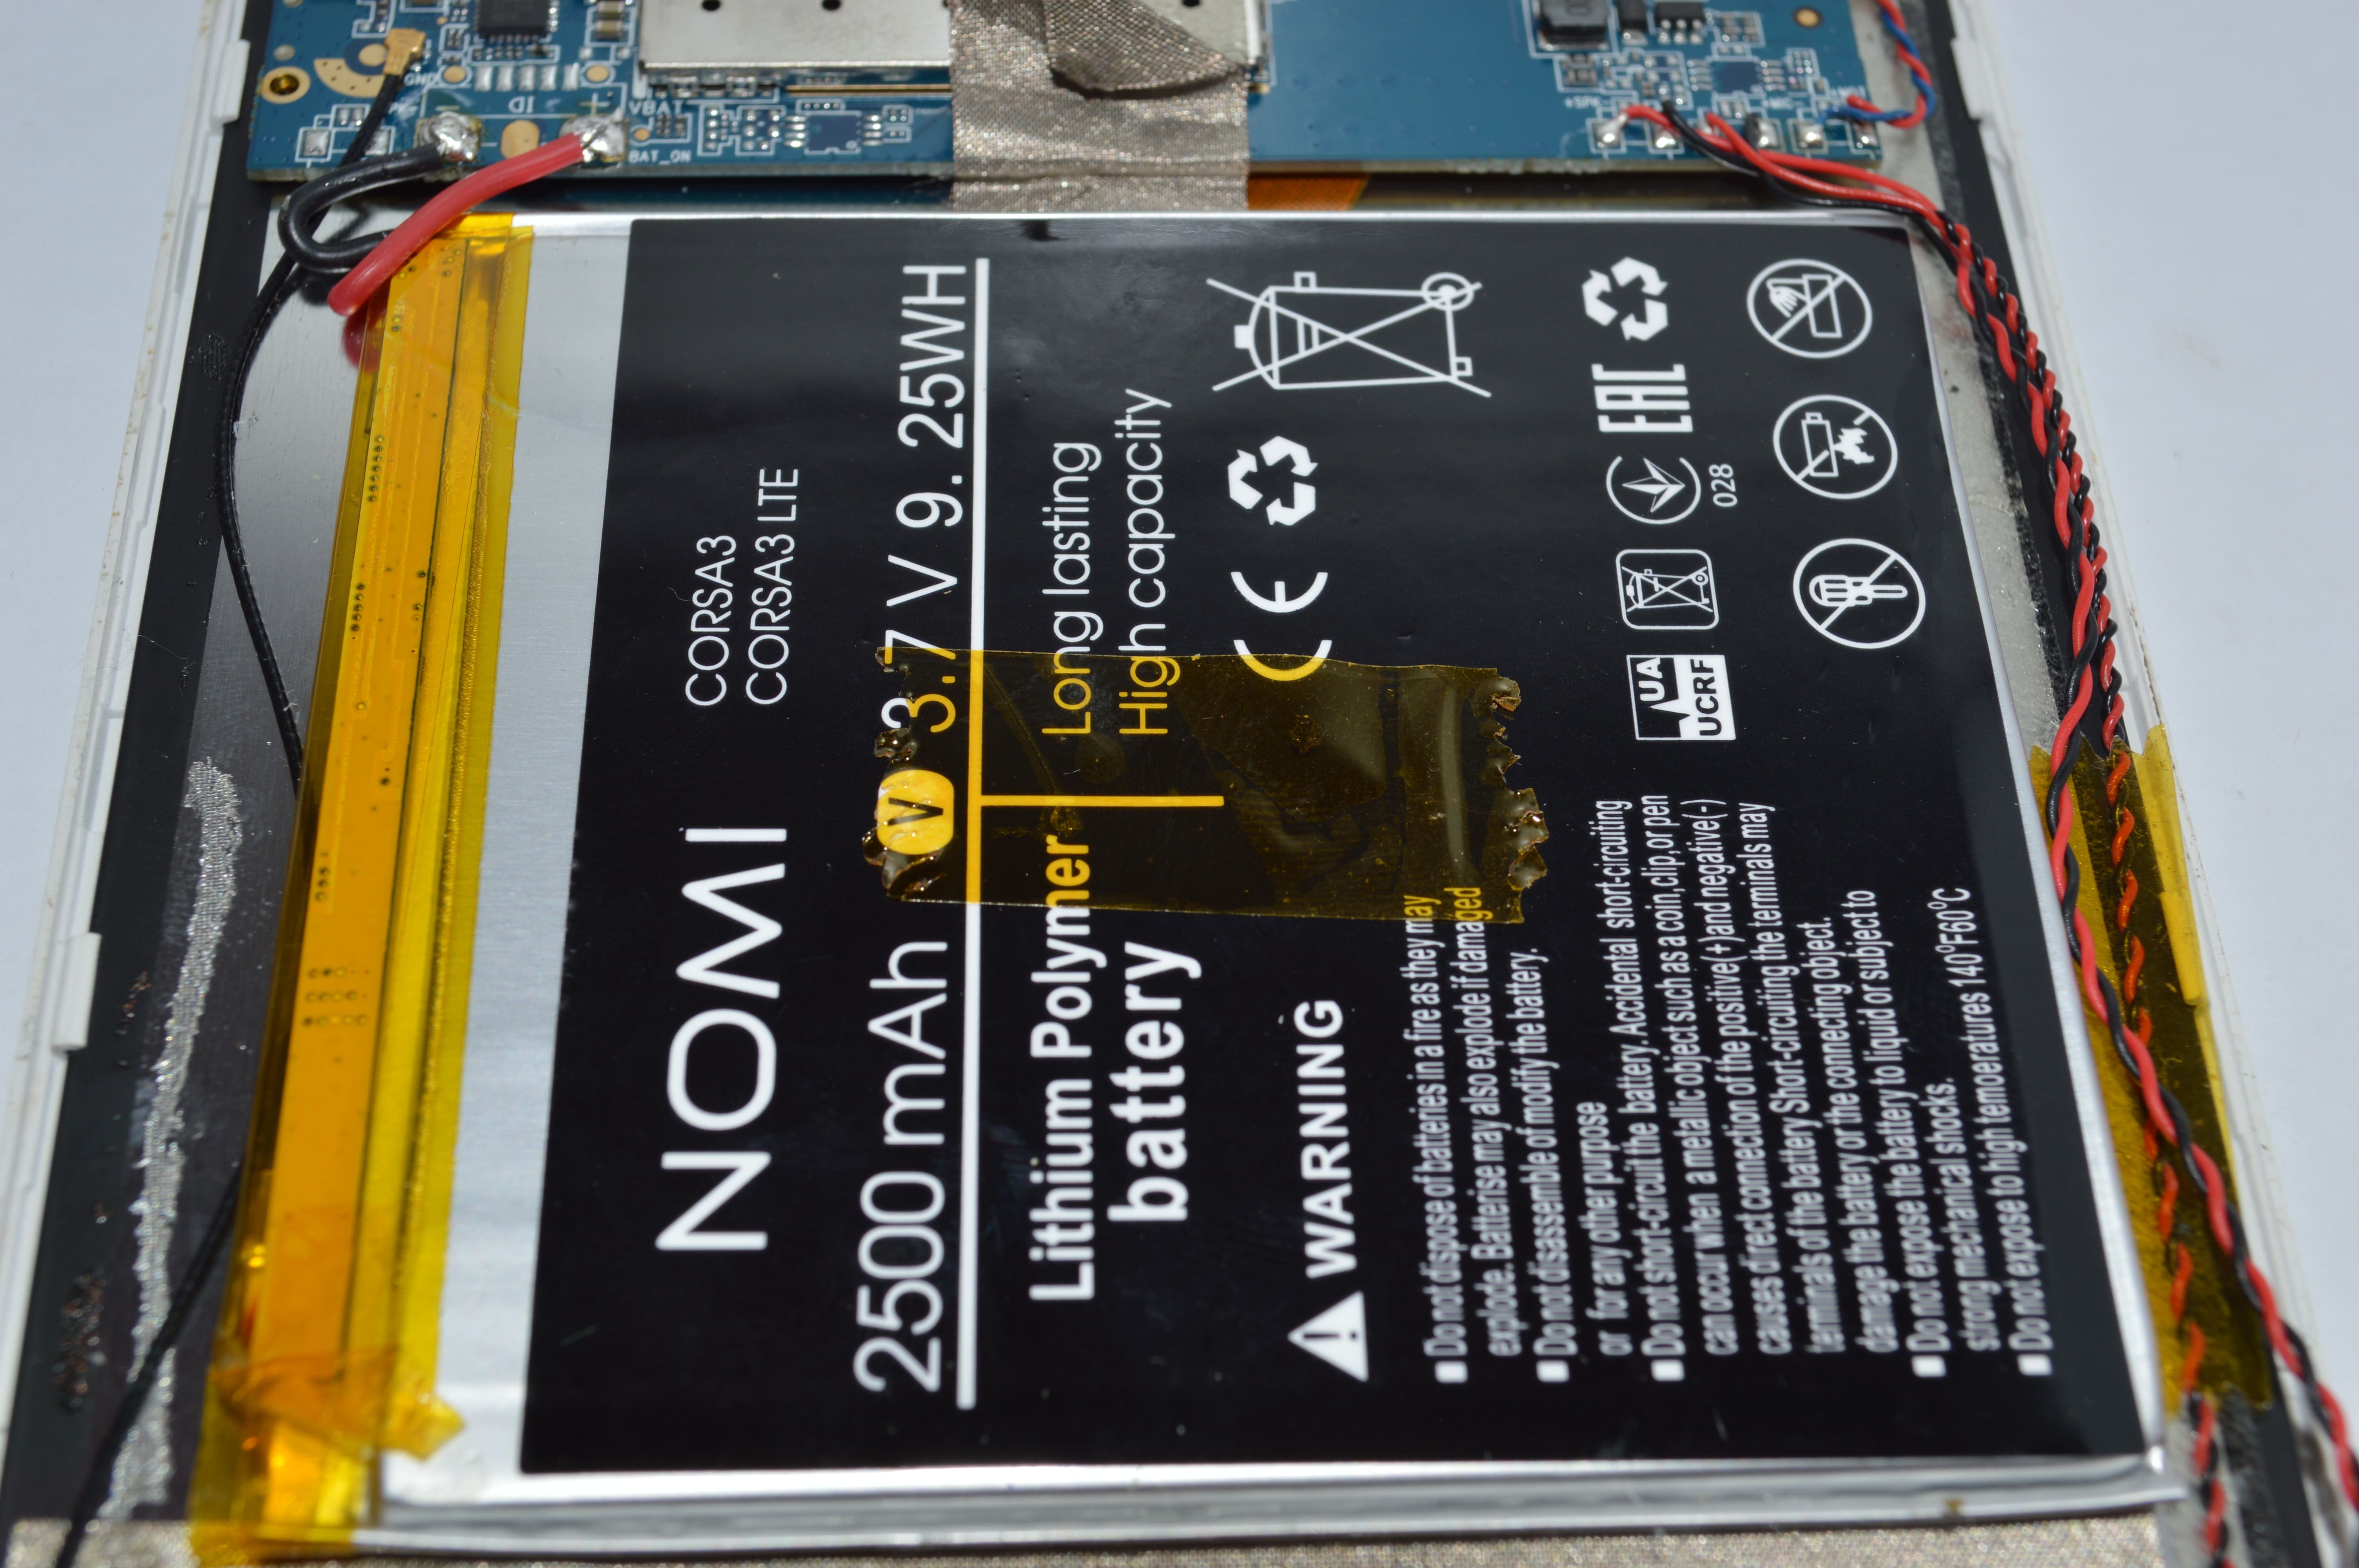 GND
ID
VBAT
BAT_ON
+SPK
NOMI
CORSA3
CORSA3 LTE
2500 mAh V 3.7 V 9. 25WH
Lithium Polymer
battery
Long lasting
High capacity
CE
WARNING
Do not dispose of batteries in a fire as they may
explode. Batterise may also explode if damaged
Do not disassemble of modify the battery.
or for any other purpose
Do not short-circuit the battery. Accidental short-circuiting
can occur when a metallic object such as a coin,clip,or pen
causes direct connection of the positive(+) and negative(-)
terminals of the battery Short-circuiting the terminals may
damage the battery or the connecting object.
Do not expose the battery to liquid or subject to
strong mechanical shocks.
Do not expose to high temperatures 140°F60°C
UA
UCRF
028
EAC